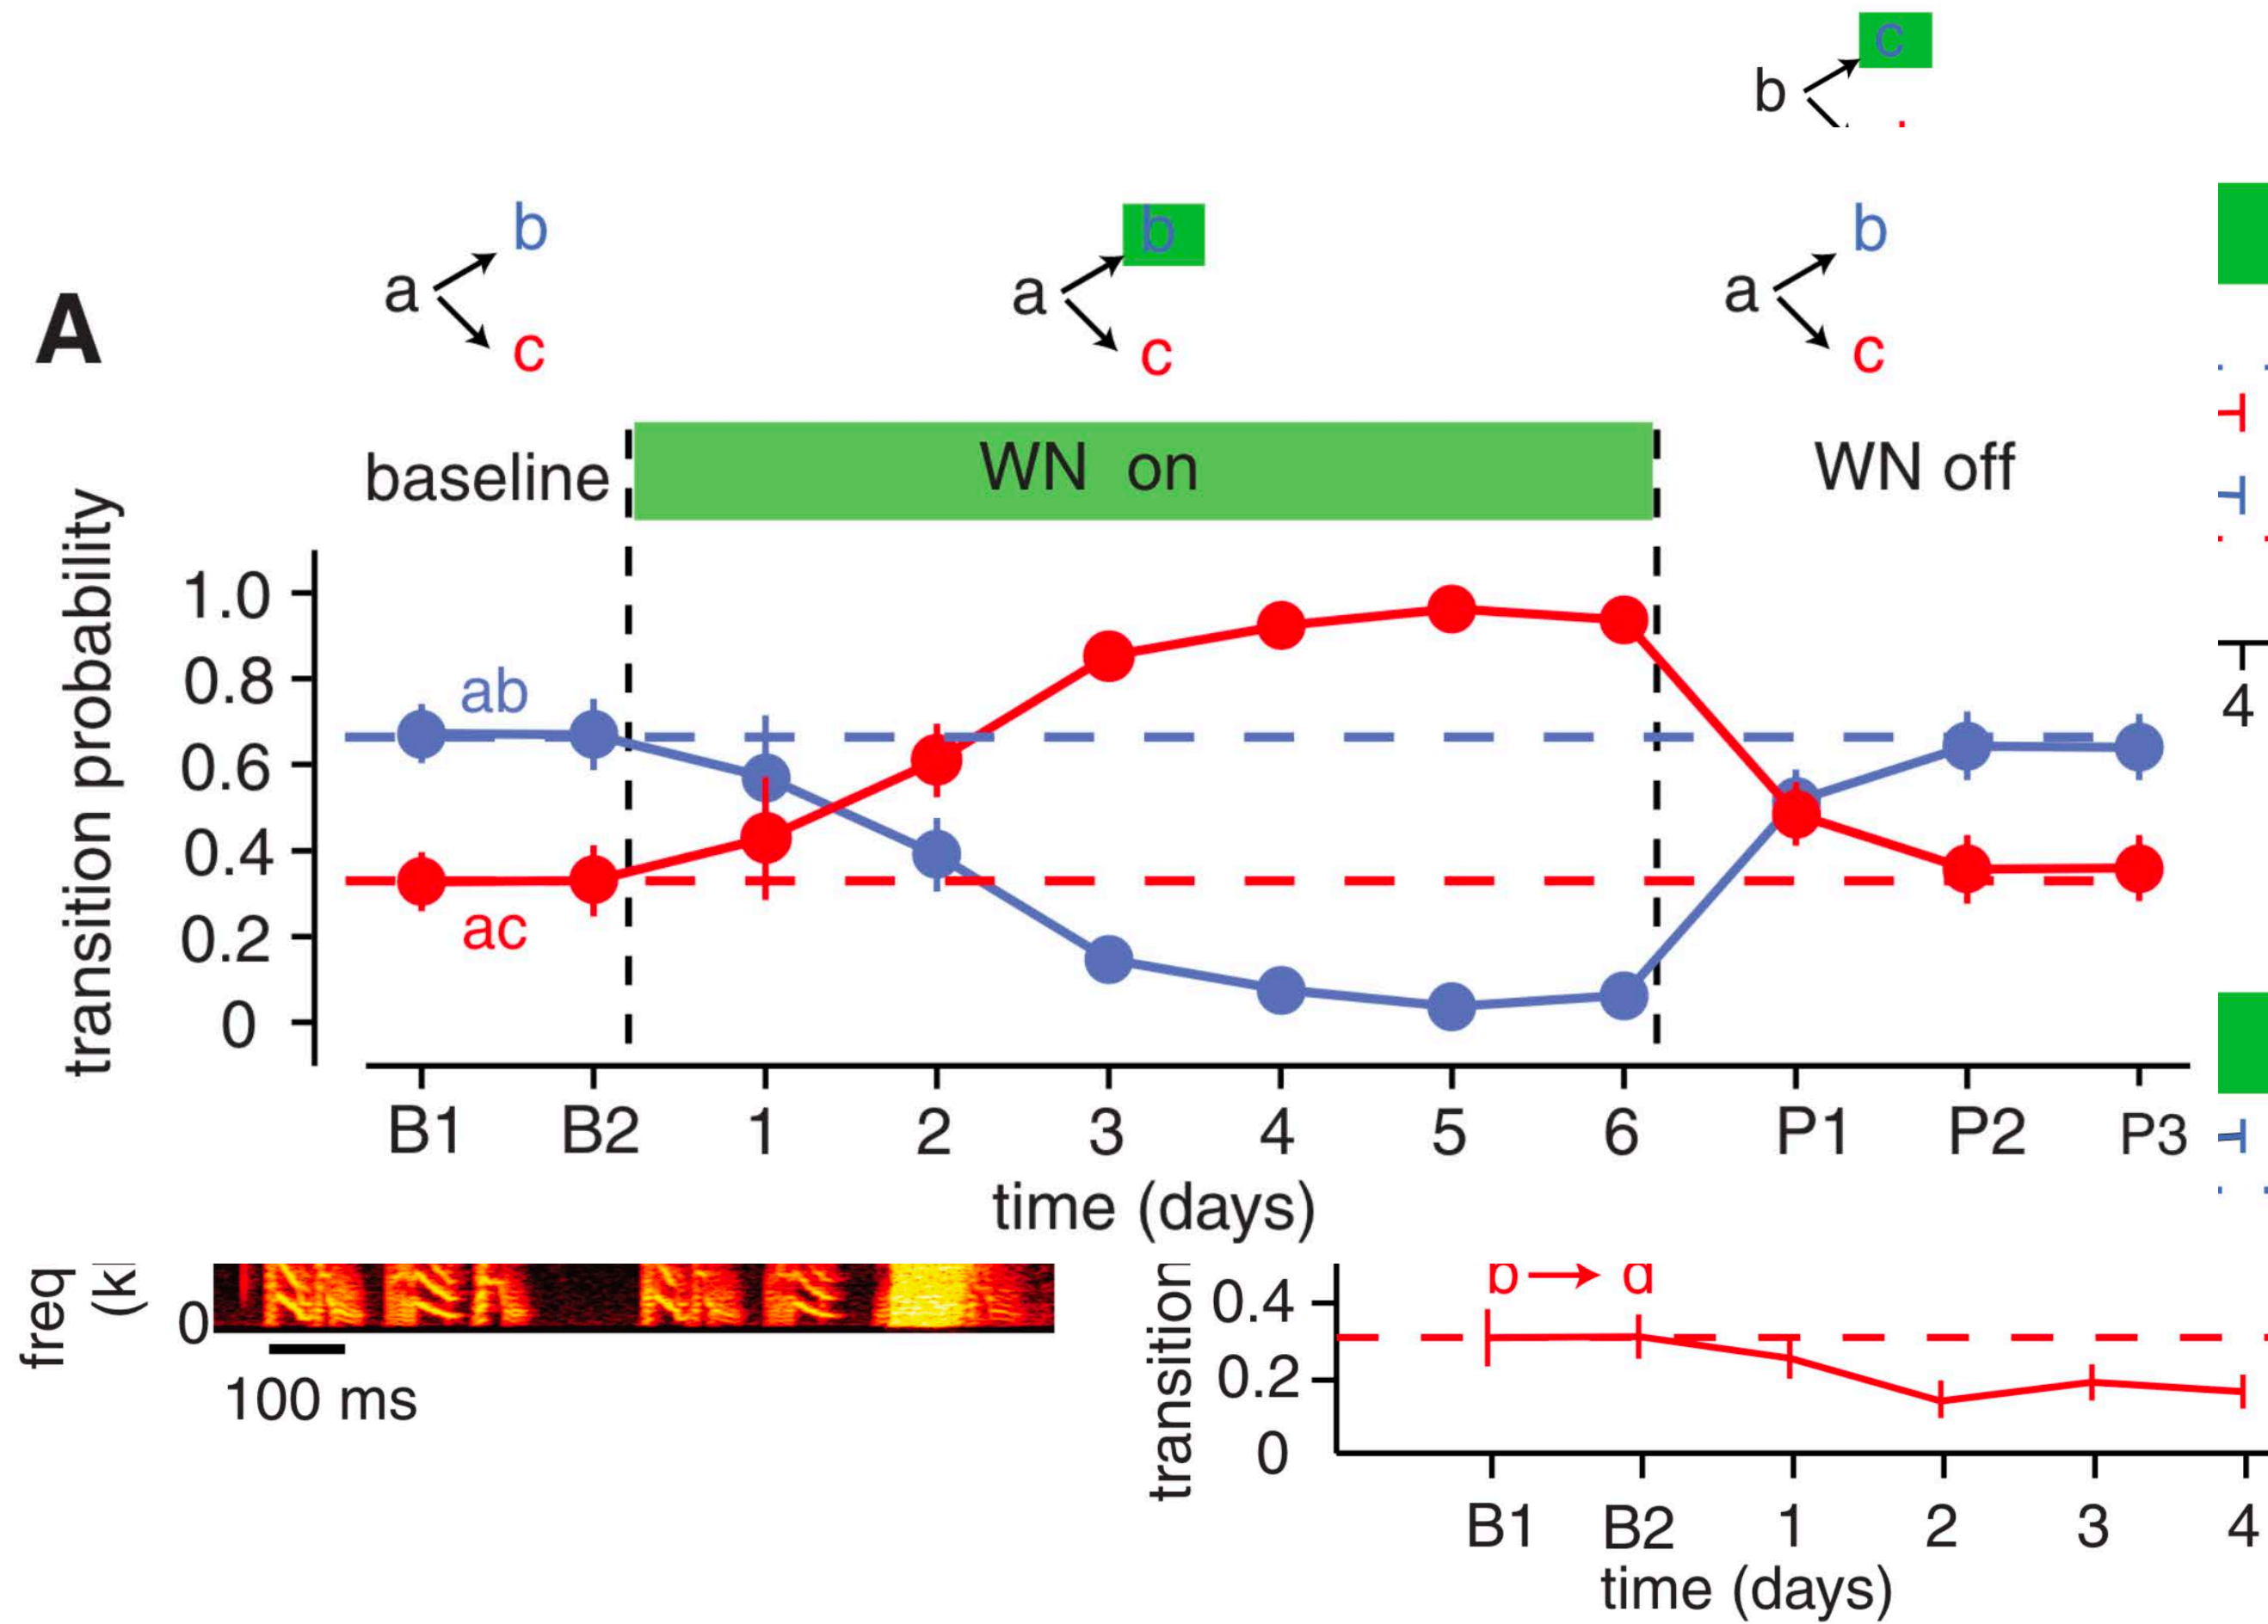 c
b
b
b
b
a
a
a
c
c
c
A
baseline
WN on
WN off
transition probability
1.0
0.8
0.6
0.4
0.2
0
ab
ac
4
B1 B2 1 2 3 4 5 6 P1 P2 P3
time (days)
freq
0
100 ms
transition
0.4
0.2
0
b
B1 B2 1 2 3 4
time (days)